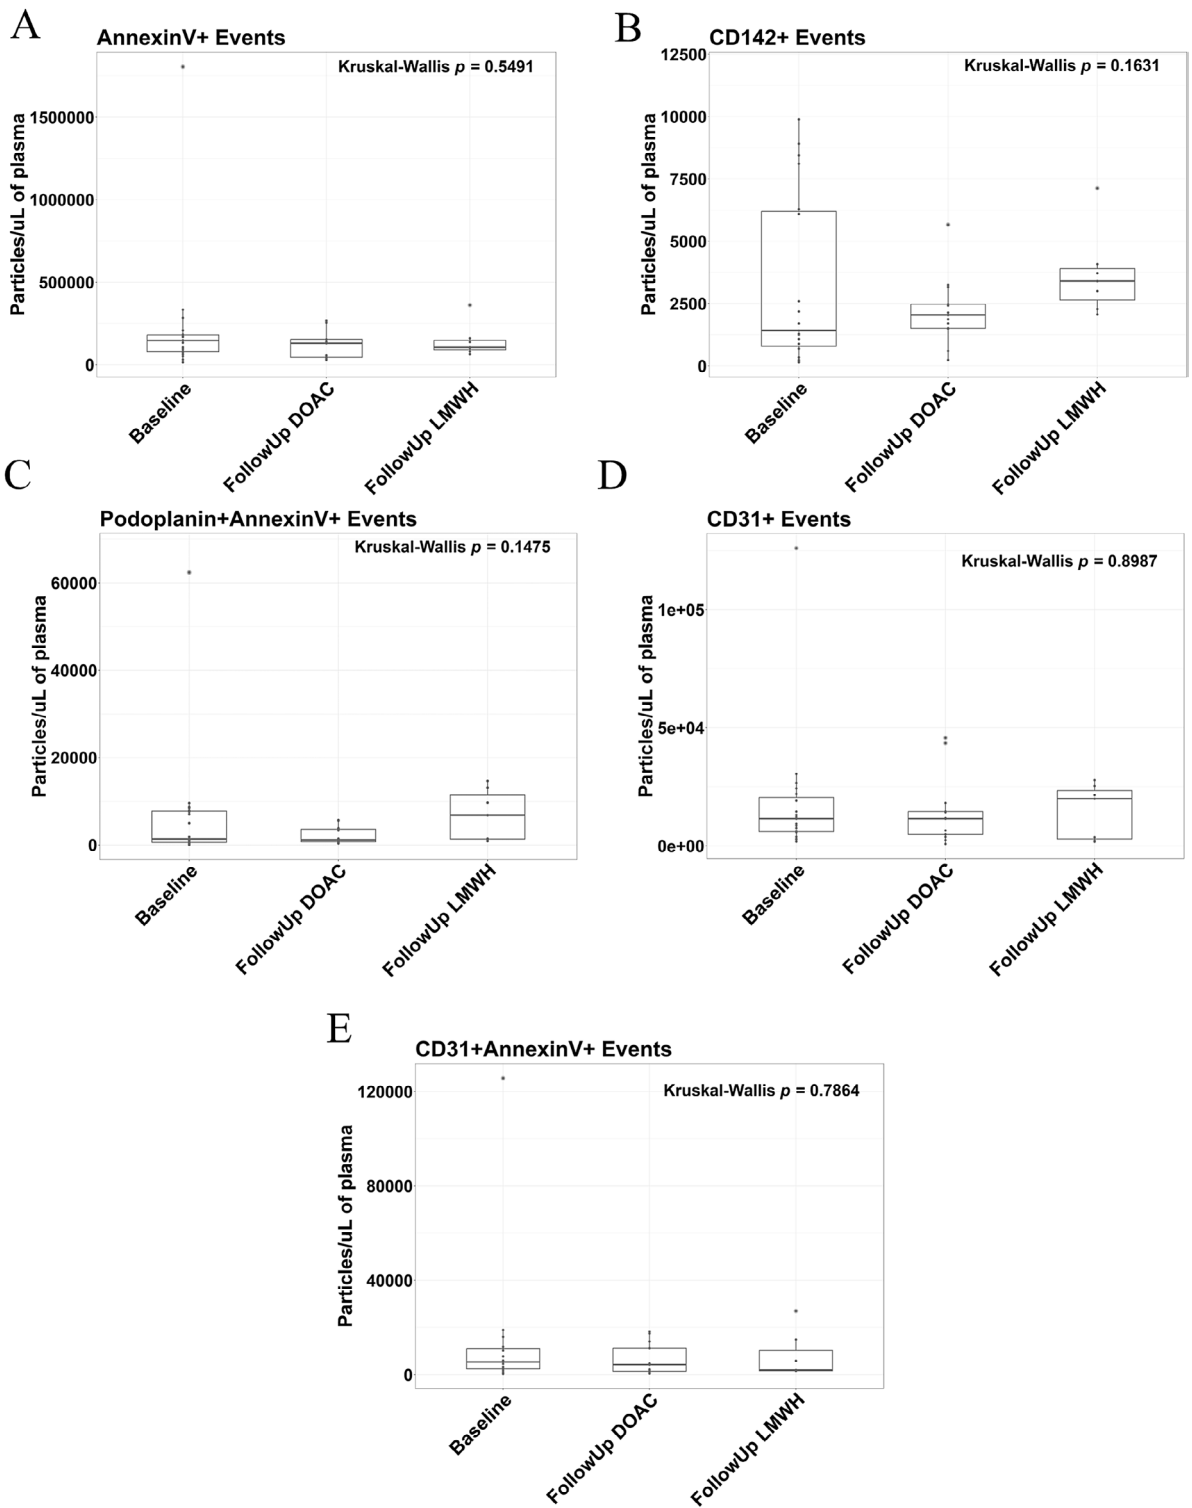 A
AnnexinV+ Events
Kruskal-Wallis p = 0.5491
Particles/uL of plasma
1500000
1000000
500000
0
Baseline
FollowUp DOAC
FollowUp LMWH
B
CD142+ Events
Kruskal-Wallis p = 0.1631
Particles/uL of plasma
12500
10000
7500
5000
2500
0
Baseline
FollowUp DOAC
FollowUp LMWH
C
Podoplanin+AnnexinV+ Events
Kruskal-Wallis p = 0.1475
Particles/uL of plasma
60000
40000
20000
0
Baseline
FollowUp DOAC
FollowUp LMWH
D
CD31+ Events
Kruskal-Wallis p = 0.8987
Particles/uL of plasma
1e+05
5e+04
0e+00
Baseline
FollowUp DOAC
FollowUp LMWH
E
CD31+AnnexinV+ Events
Kruskal-Wallis p = 0.7864
Particles/uL of plasma
120000
80000
40000
0
Baseline
FollowUp DOAC
FollowUp LMWH